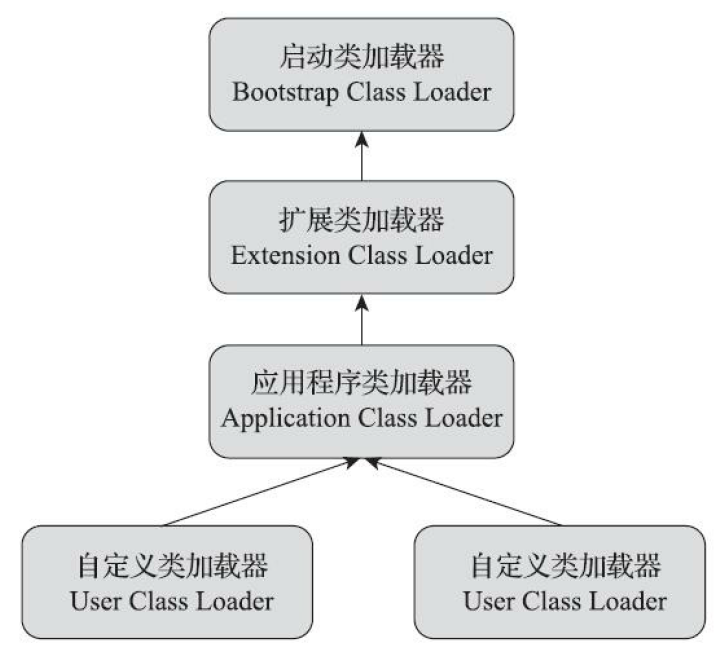 启动类加载器
Bootstrap Class Loader
扩展类加载器
Extension Class Loader
应用程序类加载器
Application Class Loader
自定义类加载器
User Class Loader
自定义类加载器
User Class Loader